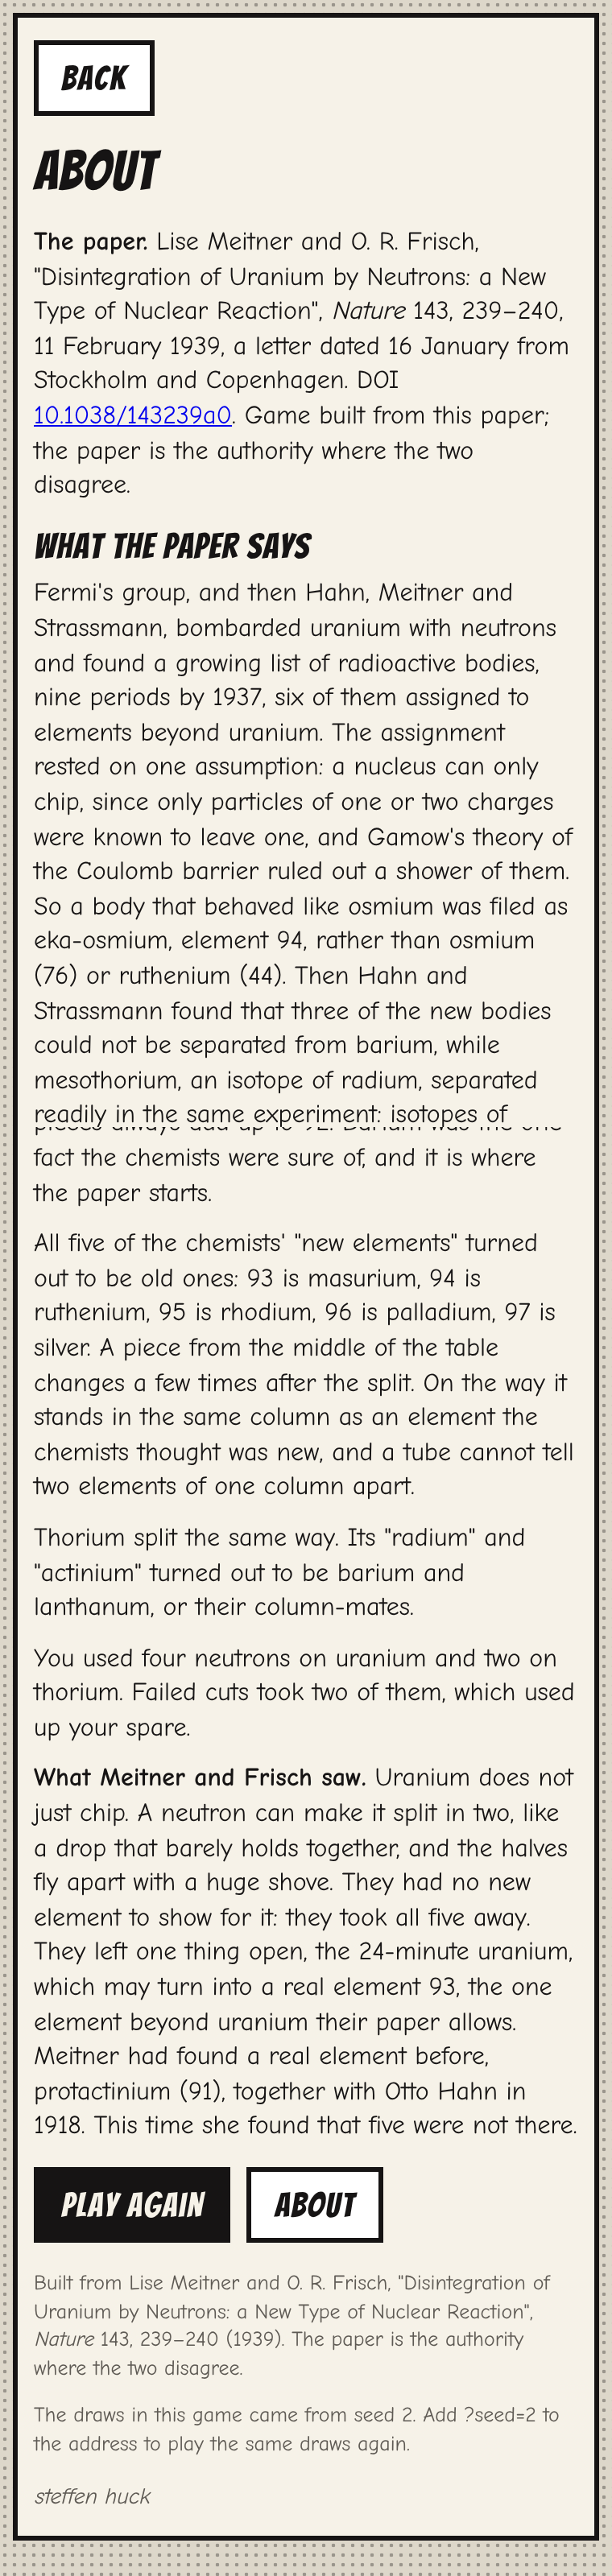 BACK
ABOUT
The paper. Lise Meitner and O. R. Frisch,
"Disintegration of Uranium by Neutrons: a New
Type of Nuclear Reaction", Nature 143, 239–240,
11 February 1939, a letter dated 16 January from
Stockholm and Copenhagen. DOI
10.1038/143239a0. Game built from this paper;
the paper is the authority where the two
disagree.
WHAT THE PAPER SAYS
Fermi's group, and then Hahn, Meitner and
Strassmann, bombarded uranium with neutrons
and found a growing list of radioactive bodies,
nine periods by 1937, six of them assigned to
elements beyond uranium. The assignment
rested on one assumption: a nucleus can only
chip, since only particles of one or two charges
were known to leave one, and Gamow's theory of
the Coulomb barrier ruled out a shower of them.
So a body that behaved like osmium was filed as
eka-osmium, element 94, rather than osmium
(76) or ruthenium (44). Then Hahn and
Strassmann found that three of the new bodies
could not be separated from barium, while
mesothorium, an isotope of radium, separated
readily in the same experiment: isotopes of
fact the chemists were sure of, and it is where
the paper starts.
All five of the chemists' "new elements" turned
out to be old ones: 93 is masurium, 94 is
ruthenium, 95 is rhodium, 96 is palladium, 97 is
silver. A piece from the middle of the table
changes a few times after the split. On the way it
stands in the same column as an element the
chemists thought was new, and a tube cannot tell
two elements of one column apart.
Thorium split the same way. Its "radium" and
"actinium" turned out to be barium and
lanthanum, or their column-mates.
You used four neutrons on uranium and two on
thorium. Failed cuts took two of them, which used
up your spare.
What Meitner and Frisch saw. Uranium does not
just chip. A neutron can make it split in two, like
a drop that barely holds together, and the halves
fly apart with a huge shove. They had no new
element to show for it: they took all five away.
They left one thing open, the 24-minute uranium,
which may turn into a real element 93, the one
element beyond uranium their paper allows.
Meitner had found a real element before,
protactinium (91), together with Otto Hahn in
1918. This time she found that five were not there.
PLAY AGAIN ABOUT
Built from Lise Meitner and O. R. Frisch, "Disintegration of
Uranium by Neutrons: a New Type of Nuclear Reaction",
Nature 143, 239–240 (1939). The paper is the authority
where the two disagree.
The draws in this game came from seed 2. Add ?seed=2 to
the address to play the same draws again.
steffen huck